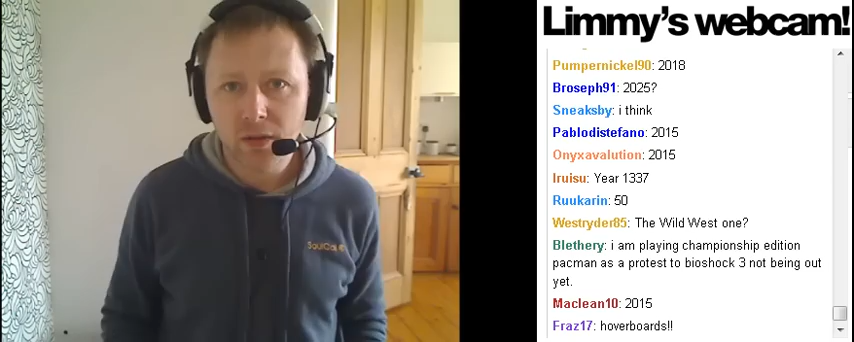 Limmy's webcam!
Pumpernickel90: 2018
Broseph91: 2025?
Sneaksby: i think
Pablodistefano: 2015
Onyxavalution: 2015
Iruisu: Year 1337
Ruukarin: 50
Westryder85: The Wild West one?
Blethery: i am playing championship edition
pacman as a protest to bioshock 3 not being out
yet.
Maclean10: 2015
Fraz17: hoverboards!!